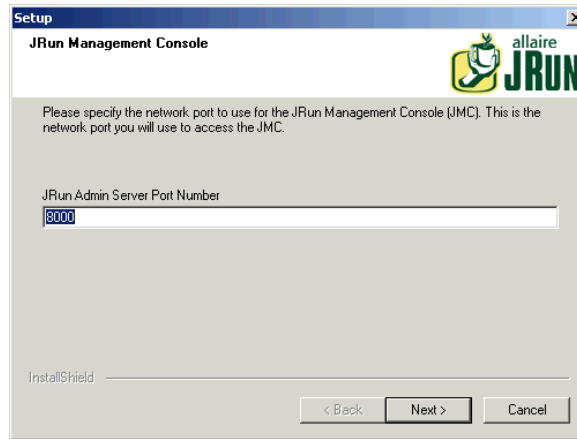 Setup
JRun Management Console
allaire
JRUN
Please specify the network port to use for the JRun Management Console (JMC). This is the
network port you will use to access the JMC.
JRun Admin Server Port Number
8000
InstallShield
< Back
Next >
Cancel